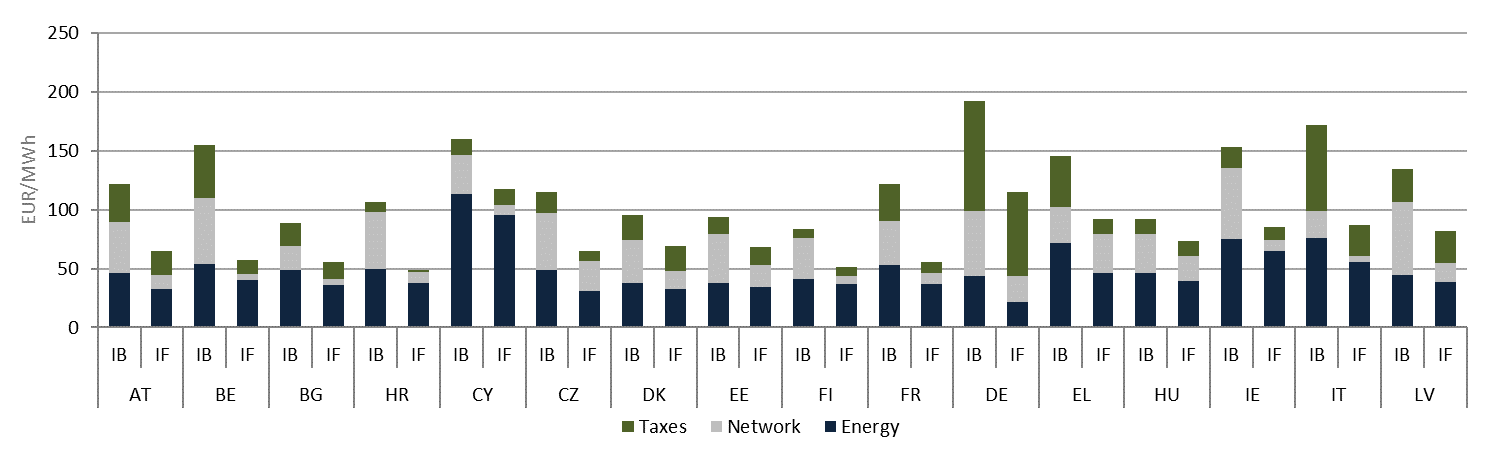 250
200
150
100
50
0
EUR/MWh
IB IF IB IF IB IF IB IF IB IF IB IF IB IF IB IF IB IF IB IF IB IF IB IF IB IF IB IF IB IF IB IF
AT BE BG HR CY CZ DK EE FI FR DE EL HU IE IT LV
Taxes Network Energy